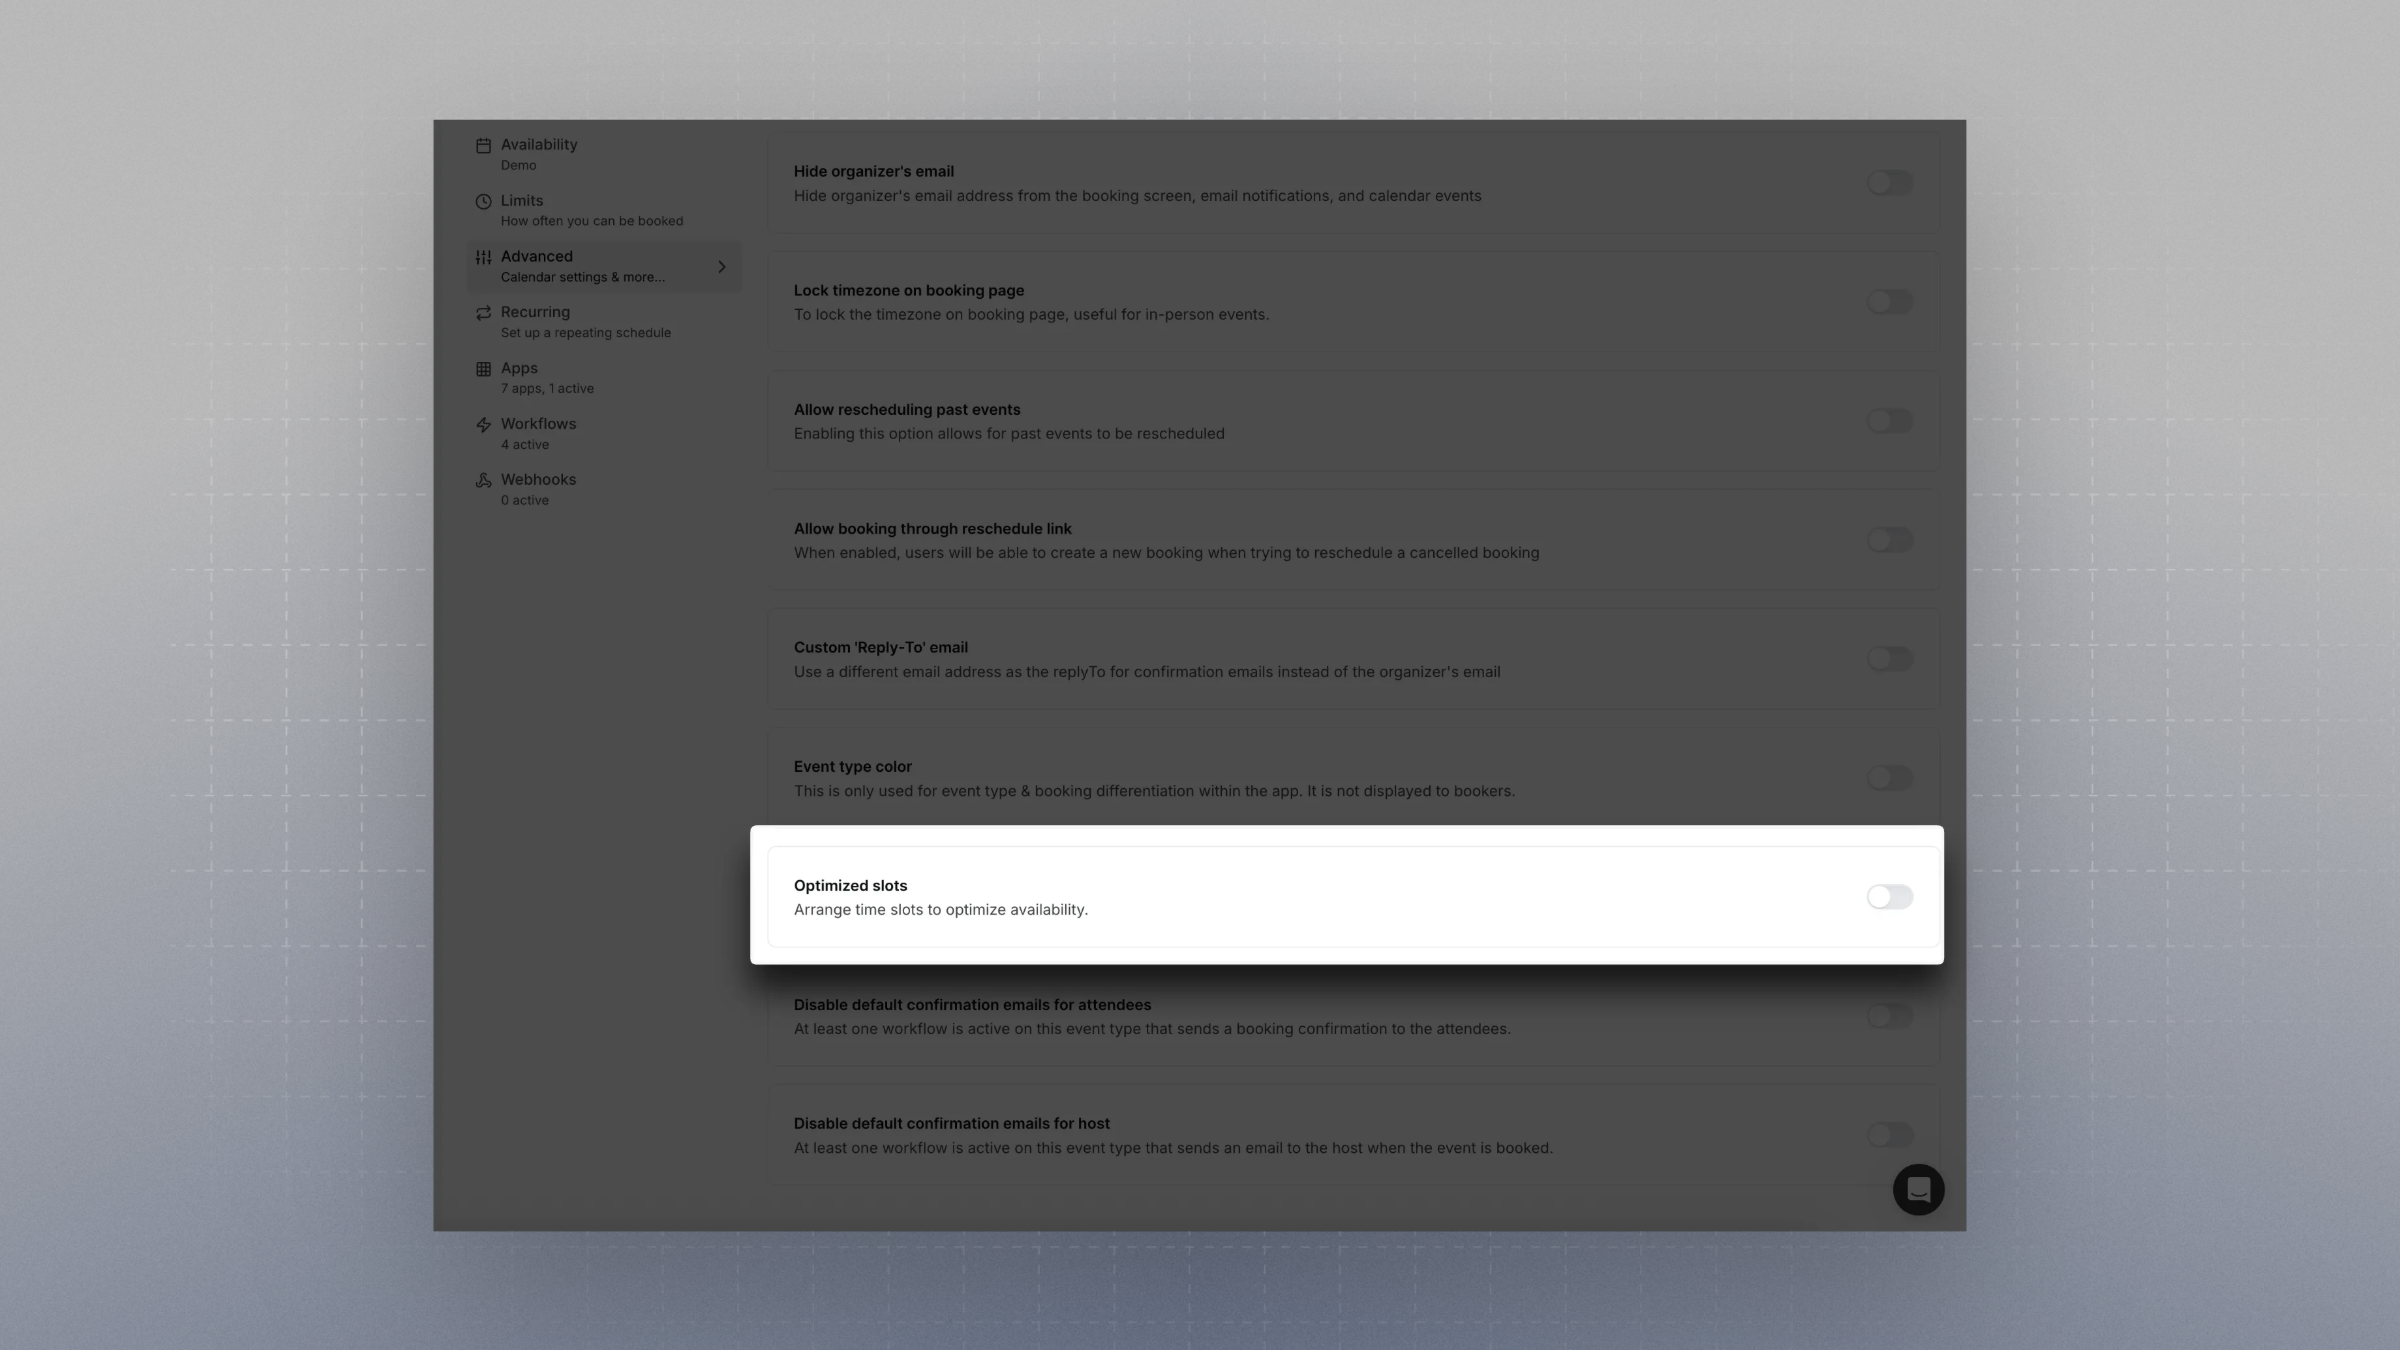 Availability
Demo
Limits
How often you can be booked
Advanced
Calendar settings & more...
Recurring
Set up a repeating schedule
Apps
7 apps, 1 active
Workflows
4 active
Webhooks
0 active
Hide organizer's email
Hide organizer's email address from the booking screen, email notifications, and calendar events
Lock timezone on booking page
To lock the timezone on booking page, useful for in-person events.
Allow rescheduling past events
Enabling this option allows for past events to be rescheduled
Allow booking through reschedule link
When enabled, users will be able to create a new booking when trying to reschedule a cancelled booking
Custom 'Reply-To' email
Use a different email address as the replyTo for confirmation emails instead of the organizer's email
Event type color
This is only used for event type & booking differentiation within the app. It is not displayed to bookers.
Optimized slots
Arrange time slots to optimize availability.
Disable default confirmation emails for attendees
At least one workflow is active on this event type that sends a booking confirmation to the attendees.
Disable default confirmation emails for host
At least one workflow is active on this event type that sends an email to the host when the event is booked.